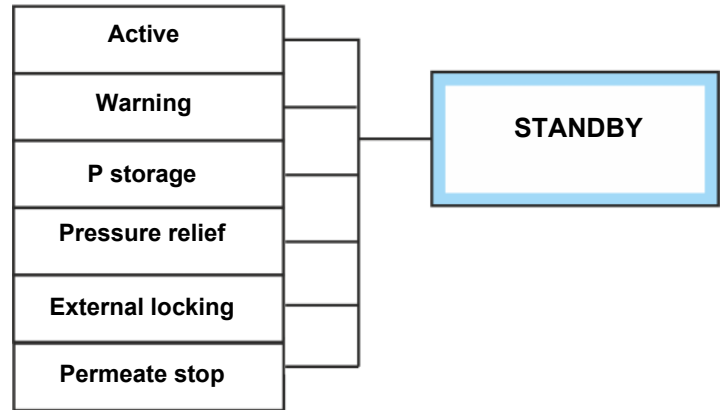 Active
Warning
P storage
Pressure relief
External locking
Permeate stop
STANDBY